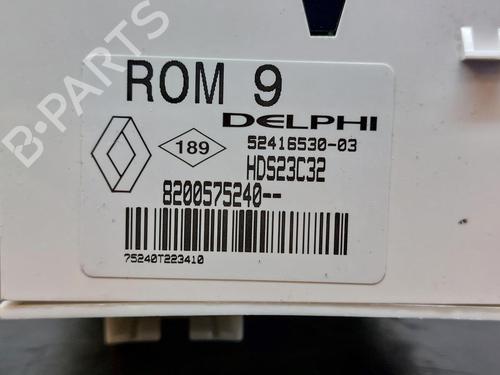 B-PARTS
ROM 9
DELPHI
189
52416530-03
HDS23C32
8200575240--
75240T223410